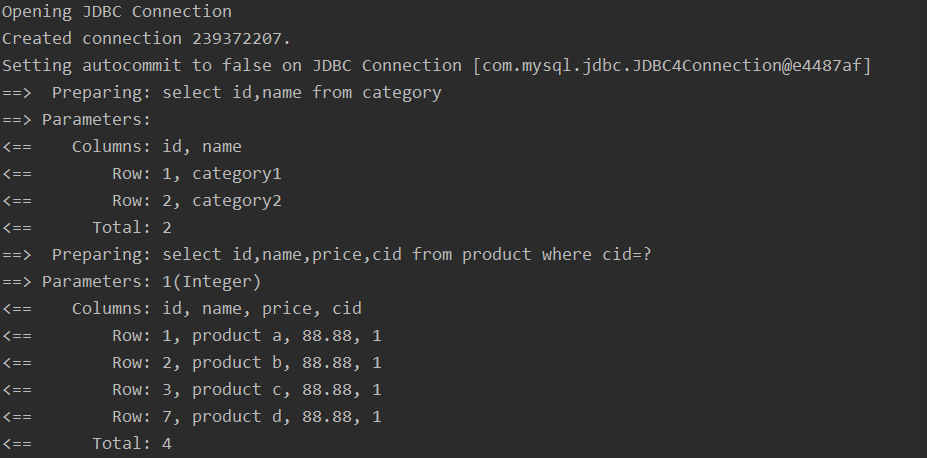 Opening JDBC Connection
Created connection 239372207.
Setting autocommit to false on JDBC Connection [com.mysql.jdbc.JDBC4Connection@e4487af]
==>  Preparing: select id,name from category
==> Parameters:
<==    Columns: id, name
<==        Row: 1, category1
<==        Row: 2, category2
<==      Total: 2
==>  Preparing: select id,name,price,cid from product where cid=?
==> Parameters: 1(Integer)
<==    Columns: id, name, price, cid
<==        Row: 1, product a, 88.88, 1
<==        Row: 2, product b, 88.88, 1
<==        Row: 3, product c, 88.88, 1
<==        Row: 7, product d, 88.88, 1
<==      Total: 4